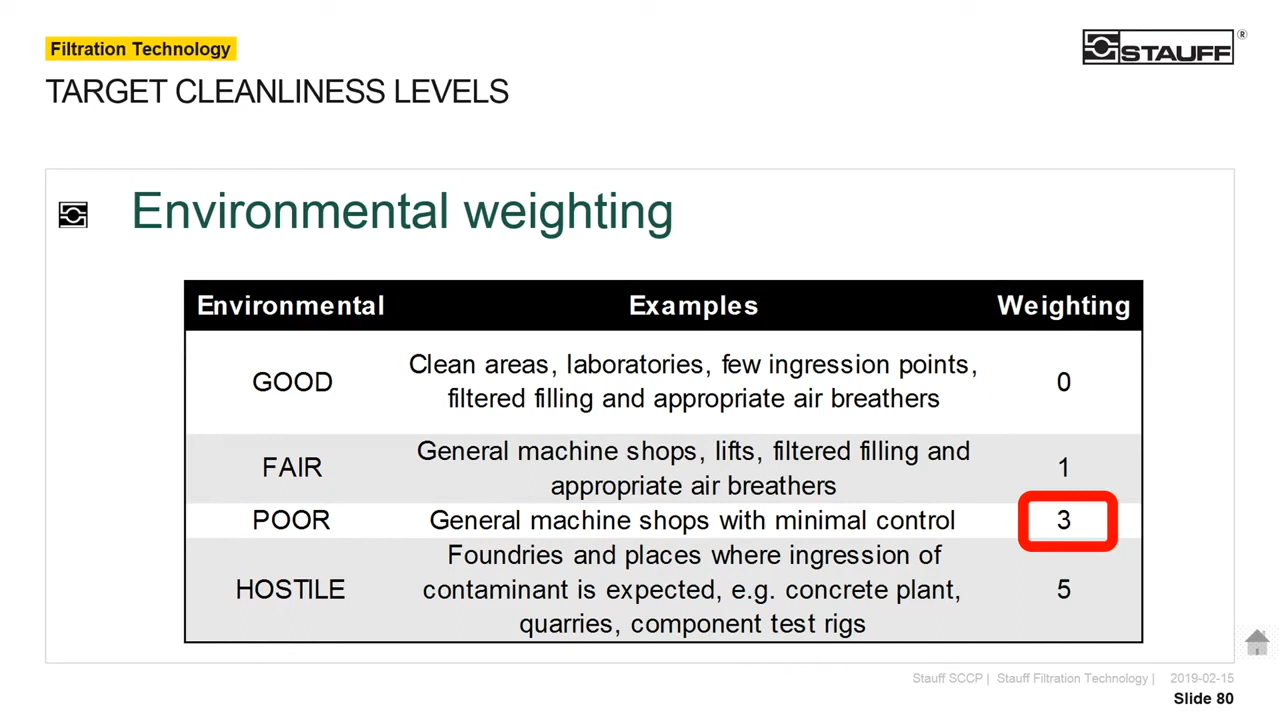 Filtration Technology
STAUFF®
TARGET CLEANLINESS LEVELS
Environmental weighting
Environmental Examples Weighting
GOOD Clean areas, laboratories, few ingression points, 0
filtered filling and appropriate air breathers
FAIR General machine shops, lifts, filtered filling and 1
appropriate air breathers
POOR General machine shops with minimal control 3
HOSTILE Foundries and places where ingression of 5
contaminant is expected, e.g. concrete plant,
quarries, component test rigs
Stauff SCCP | Stauff Filtration Technology | 2019-02-15
Slide 80